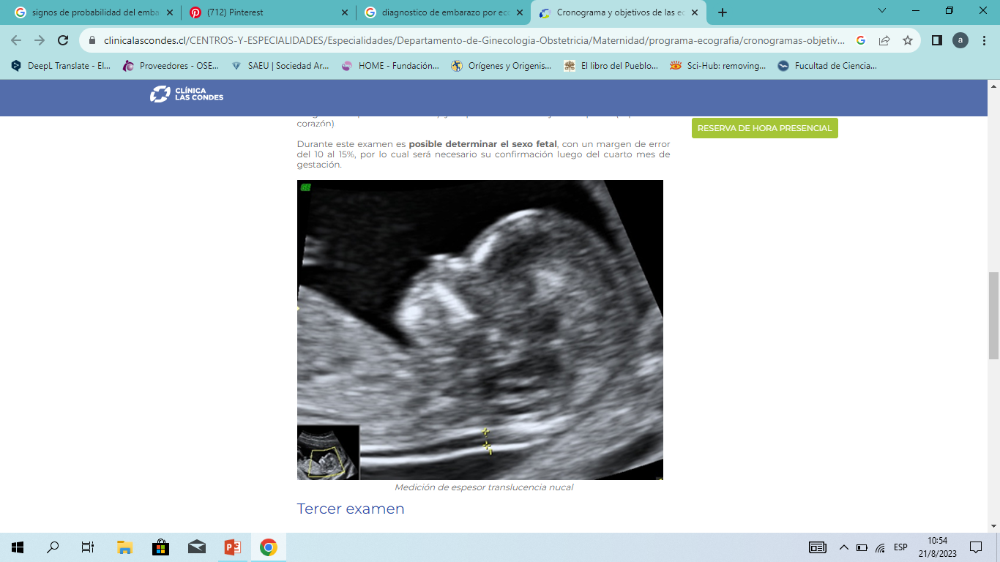 signos de probabilidad del emba
(712) Pinterest
diagnostico de embarazo por eco
Cronograma y objetivos de las ec
clinicalascondes.cl/CENTROS-Y-ESPECIALIDADES/Especialidades/Departamento-de-Ginecologia-Obstetricia/Maternidad/programa-ecografia/cronogramas-objetiv...
a
DeepL Translate - El...
Proveedores - OSE...
SAEU | Sociedad Ar...
HOME - Fundación...
Orígenes y Origenis...
El libro del Pueblo...
Sci-Hub: removing...
Fucultad de Ciencia...
CLÍNICA
LAS CONDES
corazón)
RESERVA DE HORA PRESENCIAL
Durante este examen es posible determinar el sexo fetal, con un margen de error
del 10 al 15%, por lo cual será necesario su confirmación luego del cuarto mes de
gestación.
Medición de espesor translucencia nucal
Tercer examen
ESP
10:54
21/8/2023